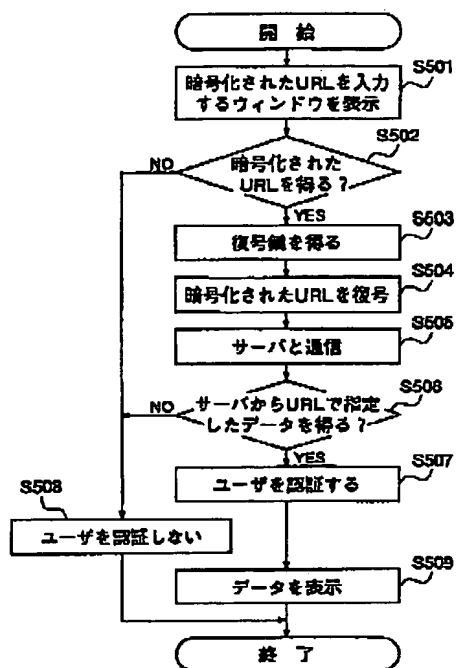 開始
S501
暗号化されたURLを入力
するウィンドウを表示
S502
暗号化された
URLを得る？
NO
YES
S503
復号鍵を得る
S504
暗号化されたURLを復号
S505
サーバと通信
S506
サーバからURLで指定
したデータを得る？
NO
YES
S507
ユーザを認証する
S508
ユーザを認証しない
S509
データを表示
終了